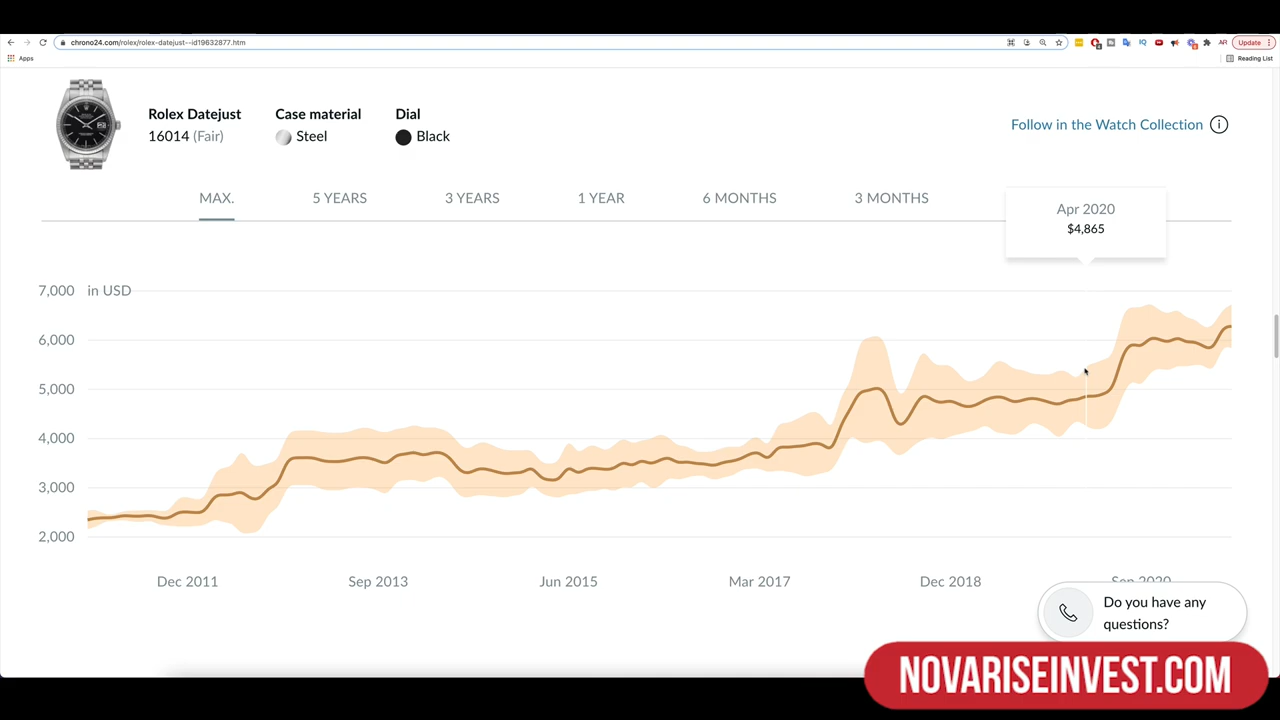 chrono24.com/rolex/rolex-datejust--id19632877.htm
AR
Update
Apps
Reading List
Rolex Datejust
16014 (Fair)
Case material
Steel
Dial
Black
Follow in the Watch Collection
MAX.
5 YEARS
3 YEARS
1 YEAR
6 MONTHS
3 MONTHS
Apr 2020
$4,865
7,000 in USD
6,000
5,000
4,000
3,000
2,000
Dec 2011
Sep 2013
Jun 2015
Mar 2017
Dec 2018
Sep 2020
Do you have any
questions?
NOVARISEINVEST.COM